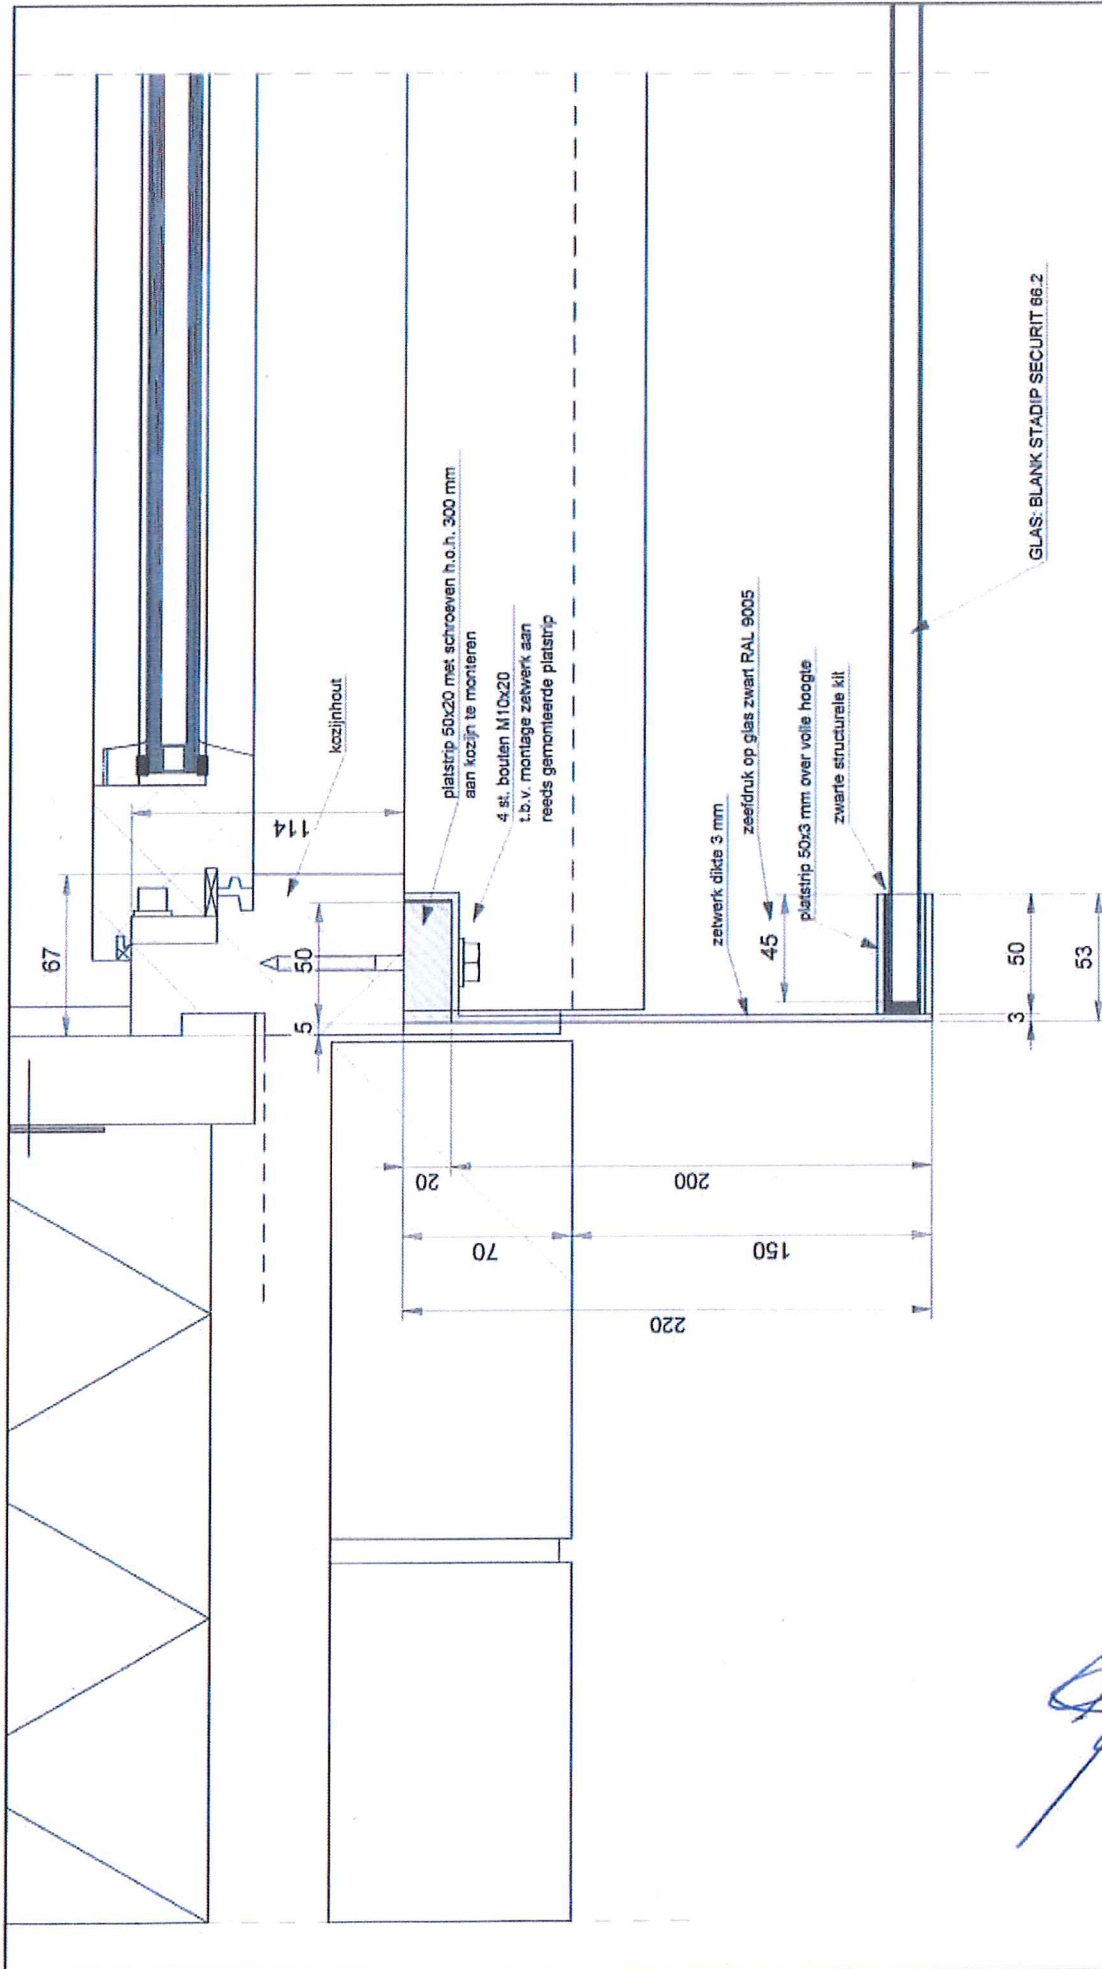 67
114
kozijnhout
platstrip 50x20 met schroeven h.o.h. 300 mm
aan kozijn te monteren
4 st. bouten M10x20
t.b.v. montage zetwerk aan
reeds gemonteerde platstrip
50
5
20
200
70
150
220
zetwerk dikte 3 mm
zeefdruk op glas zwart RAL 9005
platstrip 50x3 mm over volle hoogte
zwarte structurele kit
45
50
3
53
GLAS: BLANK STADIP SECURIT 66.2